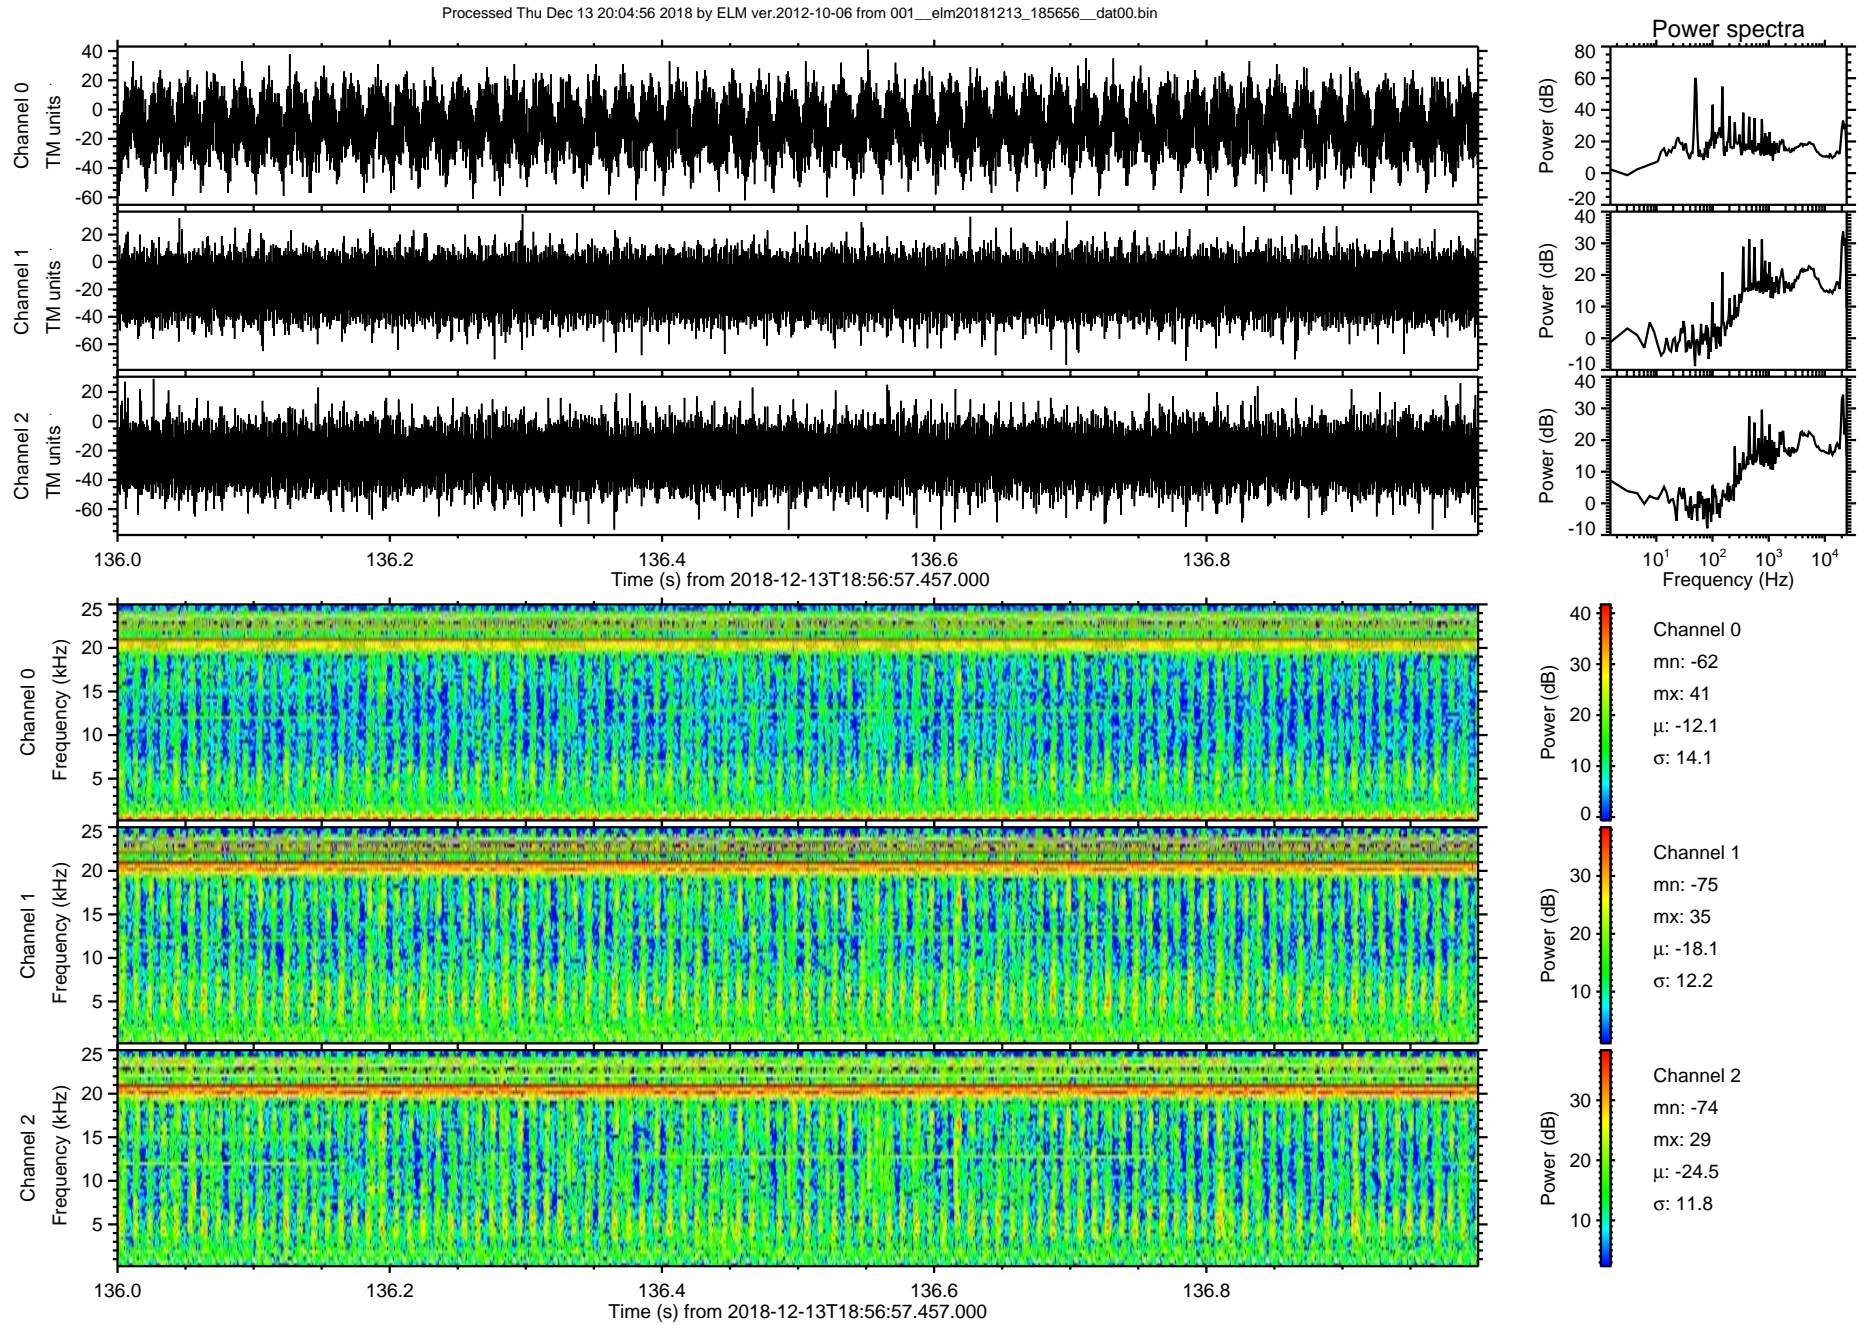 Processed Thu Dec 13 20:04:56 2018 by ELM ver.2012-10-06 from 001__elm20181213_185656__dat00.bin
Power spectra
Channel 0
TM units
40
20
0
-20
-40
-60
Power (dB)
80
60
40
20
0
-20
Channel 1
TM units
20
0
-20
-40
-60
Power (dB)
40
30
20
10
0
-10
Channel 2
TM units
20
0
-20
-40
-60
Power (dB)
40
30
20
10
0
-10
136.0 136.2 136.4 136.6 136.8
Time (s) from 2018-12-13T18:56:57.457.000
10^1 10^2 10^3 10^4
Frequency (Hz)
Channel 0
Frequency (kHz)
25
20
15
10
5
Power (dB)
40
30
20
10
0
Channel 0
mn: -62
mx: 41
μ: -12.1
σ: 14.1
Channel 1
Frequency (kHz)
25
20
15
10
5
Power (dB)
30
20
10
Channel 1
mn: -75
mx: 35
μ: -18.1
σ: 12.2
Channel 2
Frequency (kHz)
25
20
15
10
5
Power (dB)
30
20
10
Channel 2
mn: -74
mx: 29
μ: -24.5
σ: 11.8
136.0 136.2 136.4 136.6 136.8
Time (s) from 2018-12-13T18:56:57.457.000